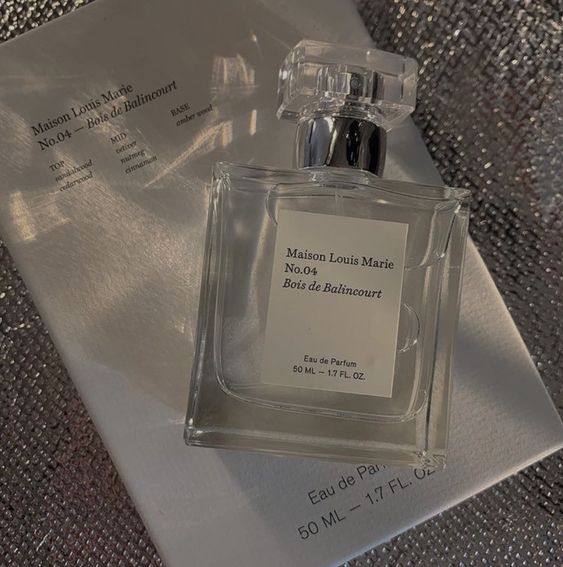 Maison Louis Marie
No.04 — Bois de Balincourt
TOP
sandalwood
cedarwood
MID
vetiver
nutmeg
cinnamon
BASE
amber wood
Maison Louis Marie
No.04
Bois de Balincourt
Eau de Parfum
50 ML — 1.7 FL. OZ.
Eau de Par
50 ML — 1.7 FL. OZ